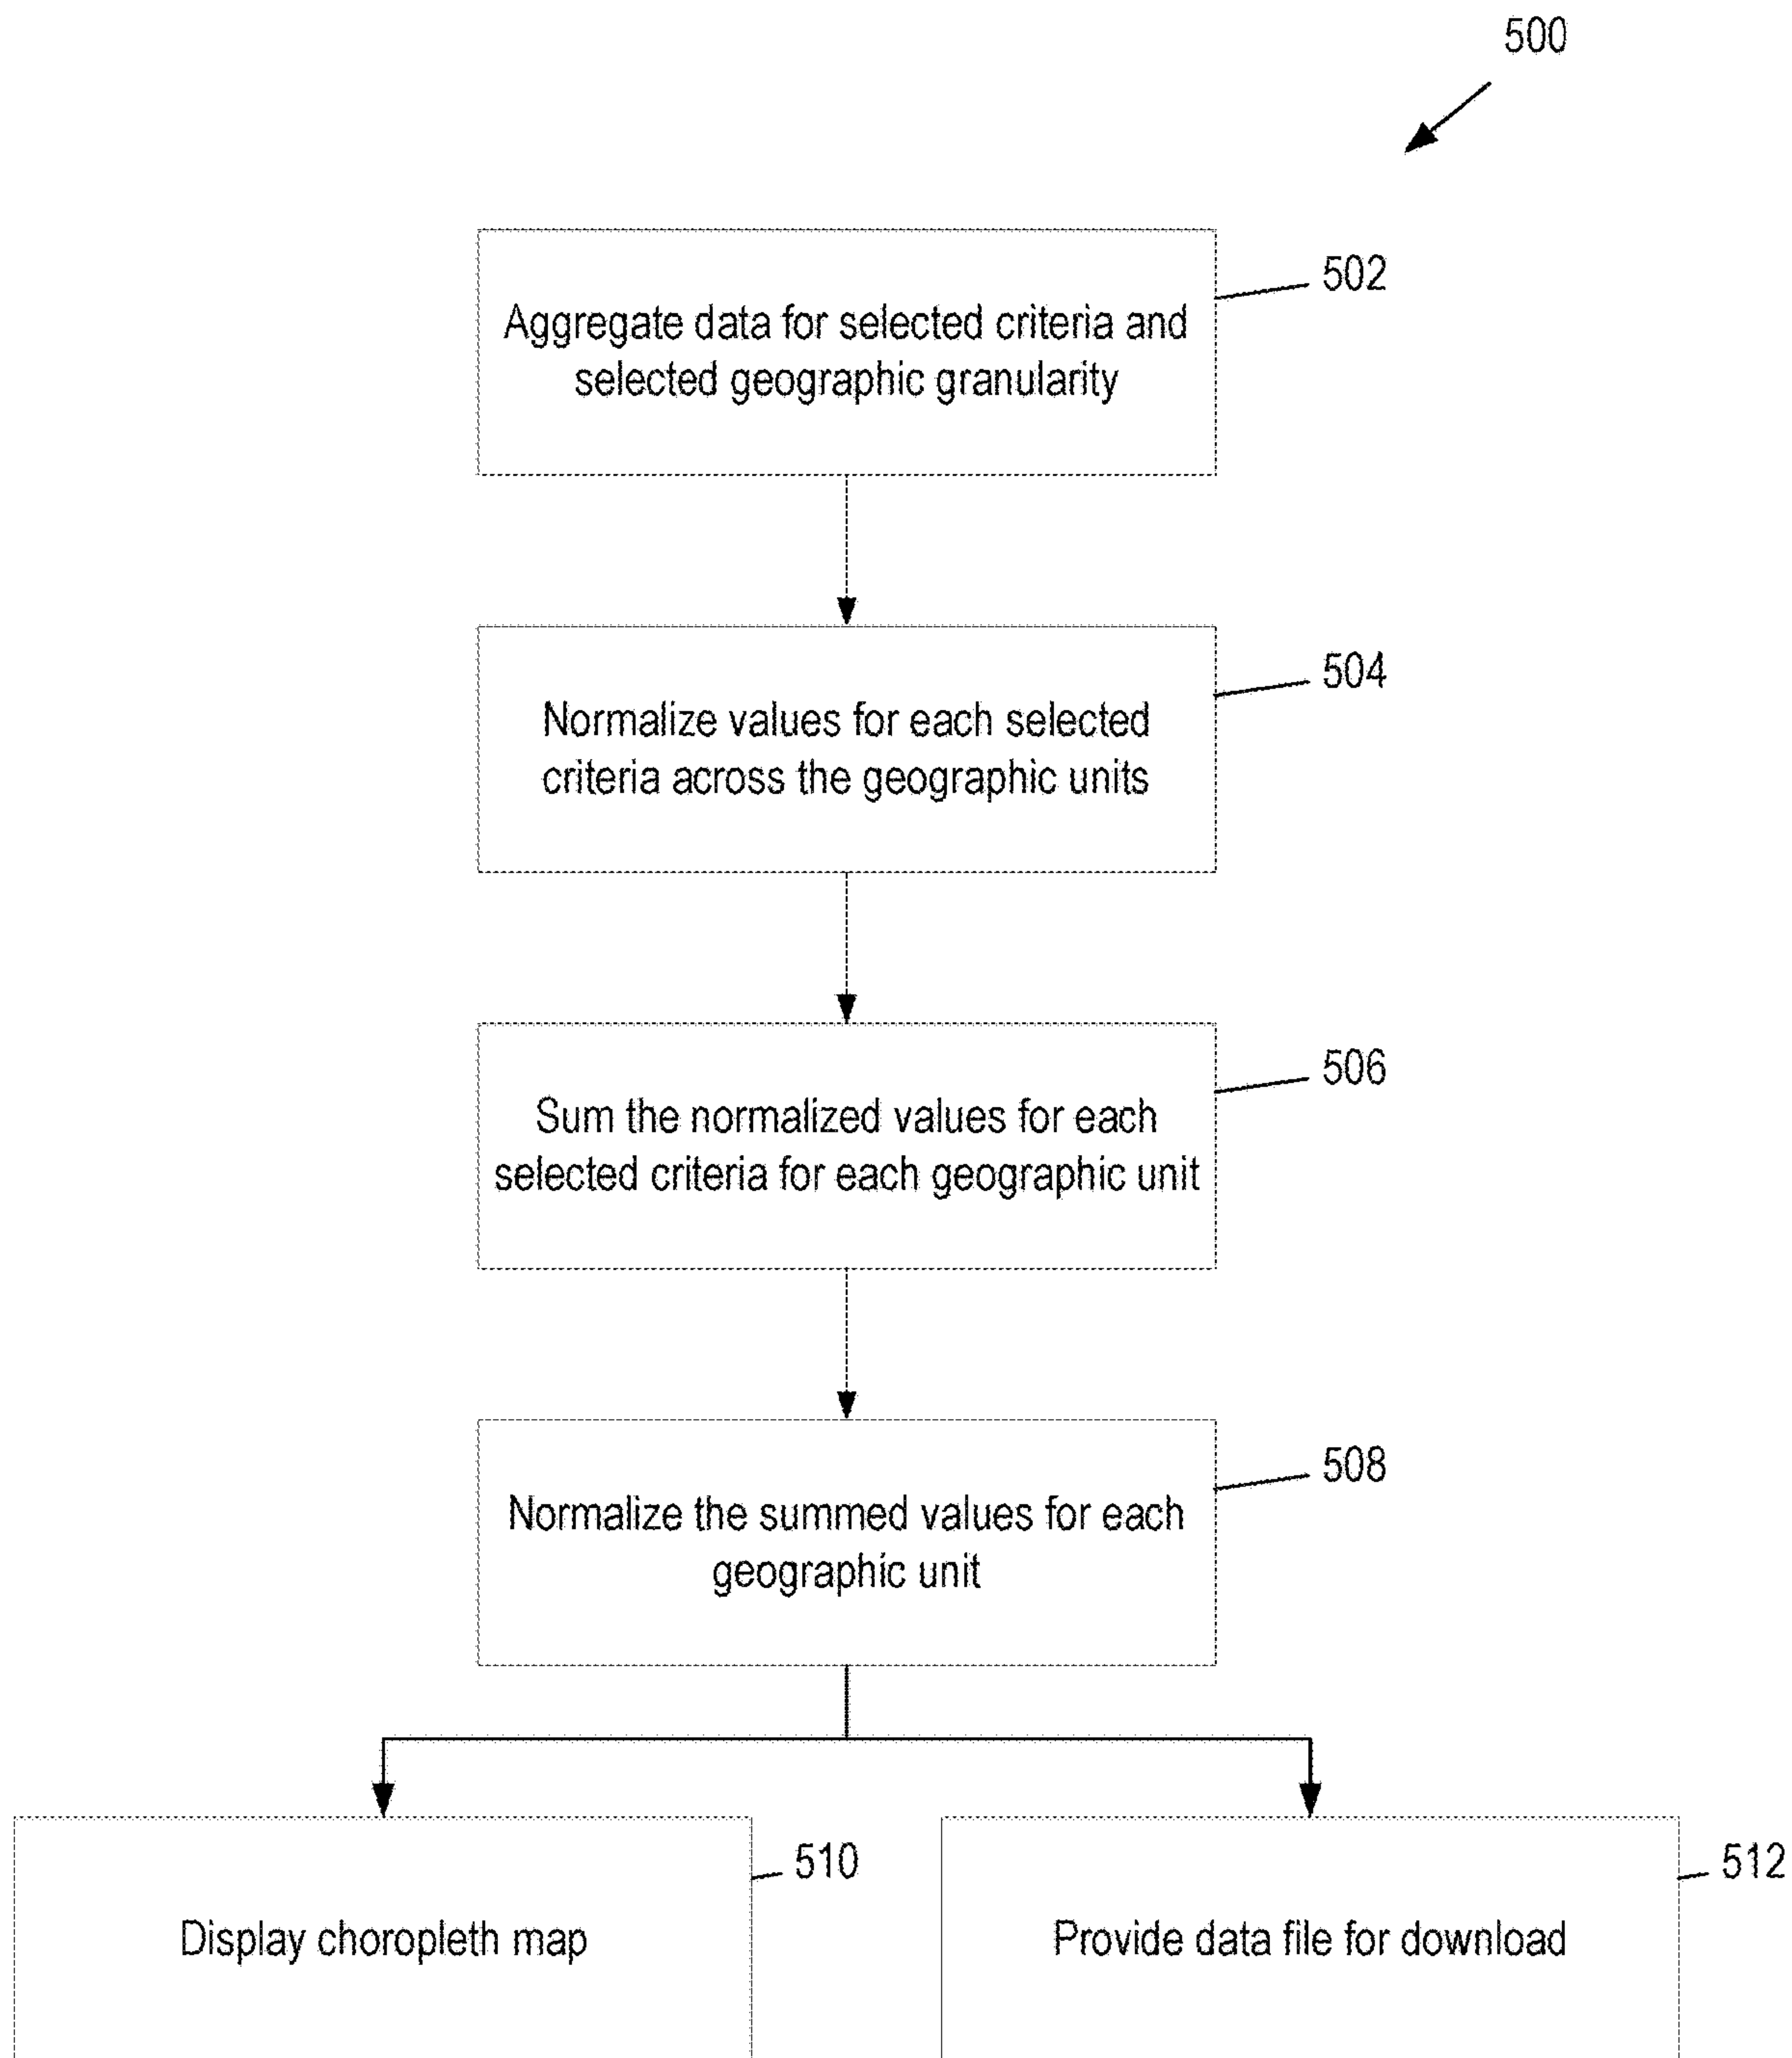 500
502
Aggregate data for selected criteria and
selected geographic granularity
504
Normalize values for each selected
criteria across the geographic units
506
Sum the normalized values for each
selected criteria for each geographic unit
508
Normalize the summed values for each
geographic unit
510
Display choropleth map
512
Provide data file for download